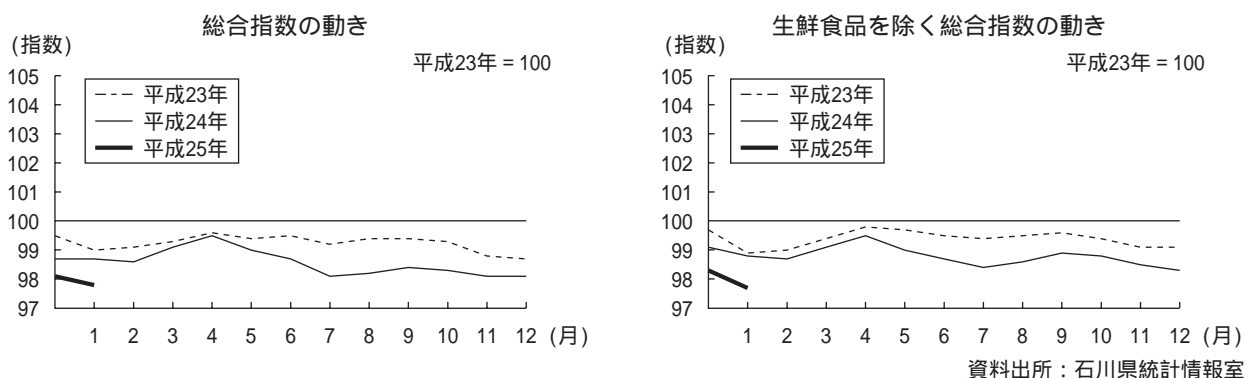 総合指数の動き
(指数)
平成23年 = 100
105
104
103
102
101
100
99
98
97
平成23年
平成24年
平成25年
1 2 3 4 5 6 7 8 9 10 11 12 (月)
生鮮食品を除く総合指数の動き
(指数)
平成23年 = 100
105
104
103
102
101
100
99
98
97
平成23年
平成24年
平成25年
1 2 3 4 5 6 7 8 9 10 11 12 (月)
資料出所：石川県統計情報室